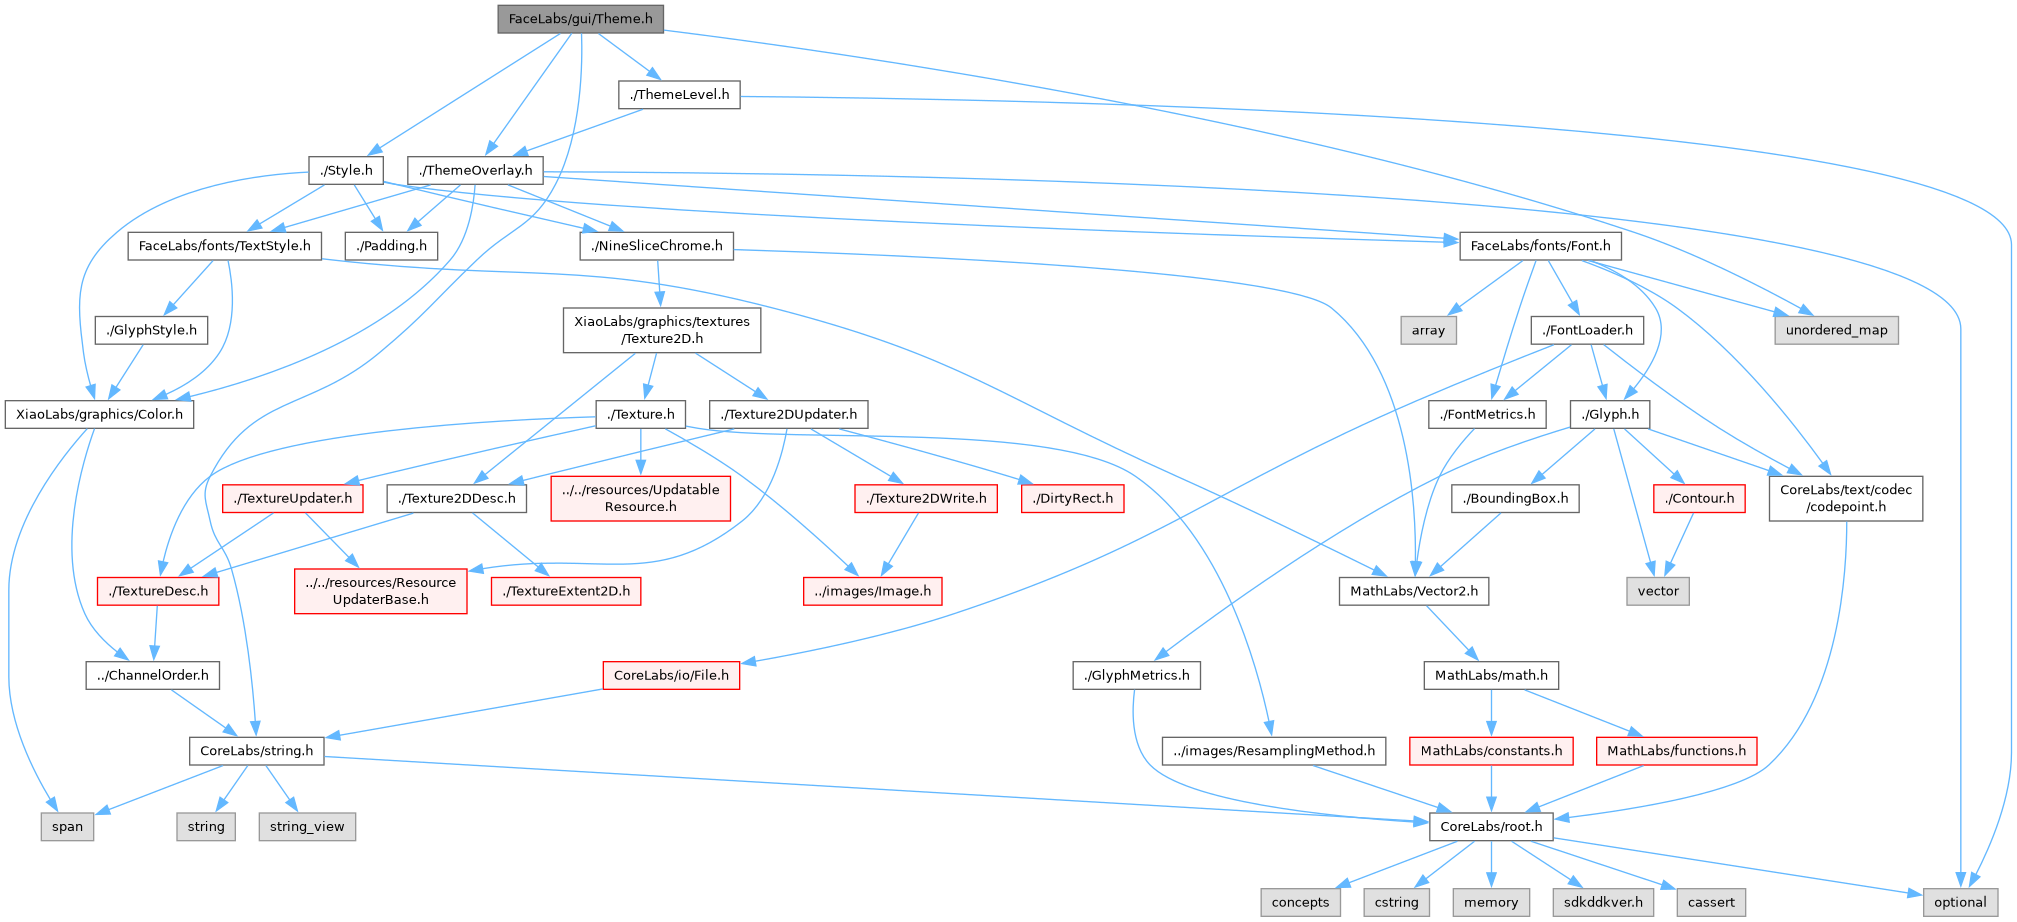 FaceLabs/gui/Theme.h
./ThemeLevel.h
./Style.h
./ThemeOverlay.h
FaceLabs/fonts/TextStyle.h
./Padding.h
./NineSliceChrome.h
FaceLabs/fonts/Font.h
./GlyphStyle.h
XiaoLabs/graphics/textures
/Texture2D.h
array
./FontLoader.h
unordered_map
XiaoLabs/graphics/Color.h
./Texture.h
./Texture2DUpdater.h
./FontMetrics.h
./Glyph.h
./TextureUpdater.h
./Texture2DDesc.h
../../resources/Updatable
Resource.h
./Texture2DWrite.h
./DirtyRect.h
./BoundingBox.h
./Contour.h
CoreLabs/text/codec
/codepoint.h
./TextureDesc.h
../../resources/Resource
UpdaterBase.h
./TextureExtent2D.h
../images/Image.h
MathLabs/Vector2.h
vector
../ChannelOrder.h
CoreLabs/io/File.h
./GlyphMetrics.h
MathLabs/math.h
CoreLabs/string.h
../images/ResamplingMethod.h
MathLabs/constants.h
MathLabs/functions.h
span
string
string_view
CoreLabs/root.h
concepts
cstring
memory
sdkddkver.h
cassert
optional